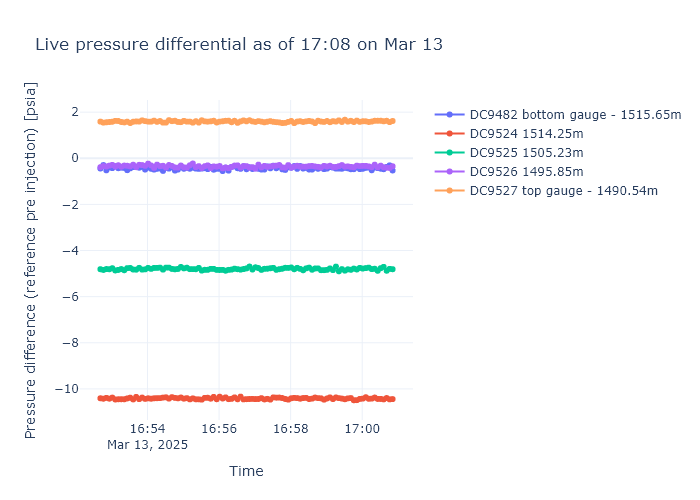 Live pressure differential as of 17:08 on Mar 13
Pressure difference (reference pre injection) [psia]
2
0
−2
−4
−6
−8
−10
16:54
16:56
16:58
17:00
Mar 13, 2025
Time
DC9482 bottom gauge - 1515.65m
DC9524 1514.25m
DC9525 1505.23m
DC9526 1495.85m
DC9527 top gauge - 1490.54m